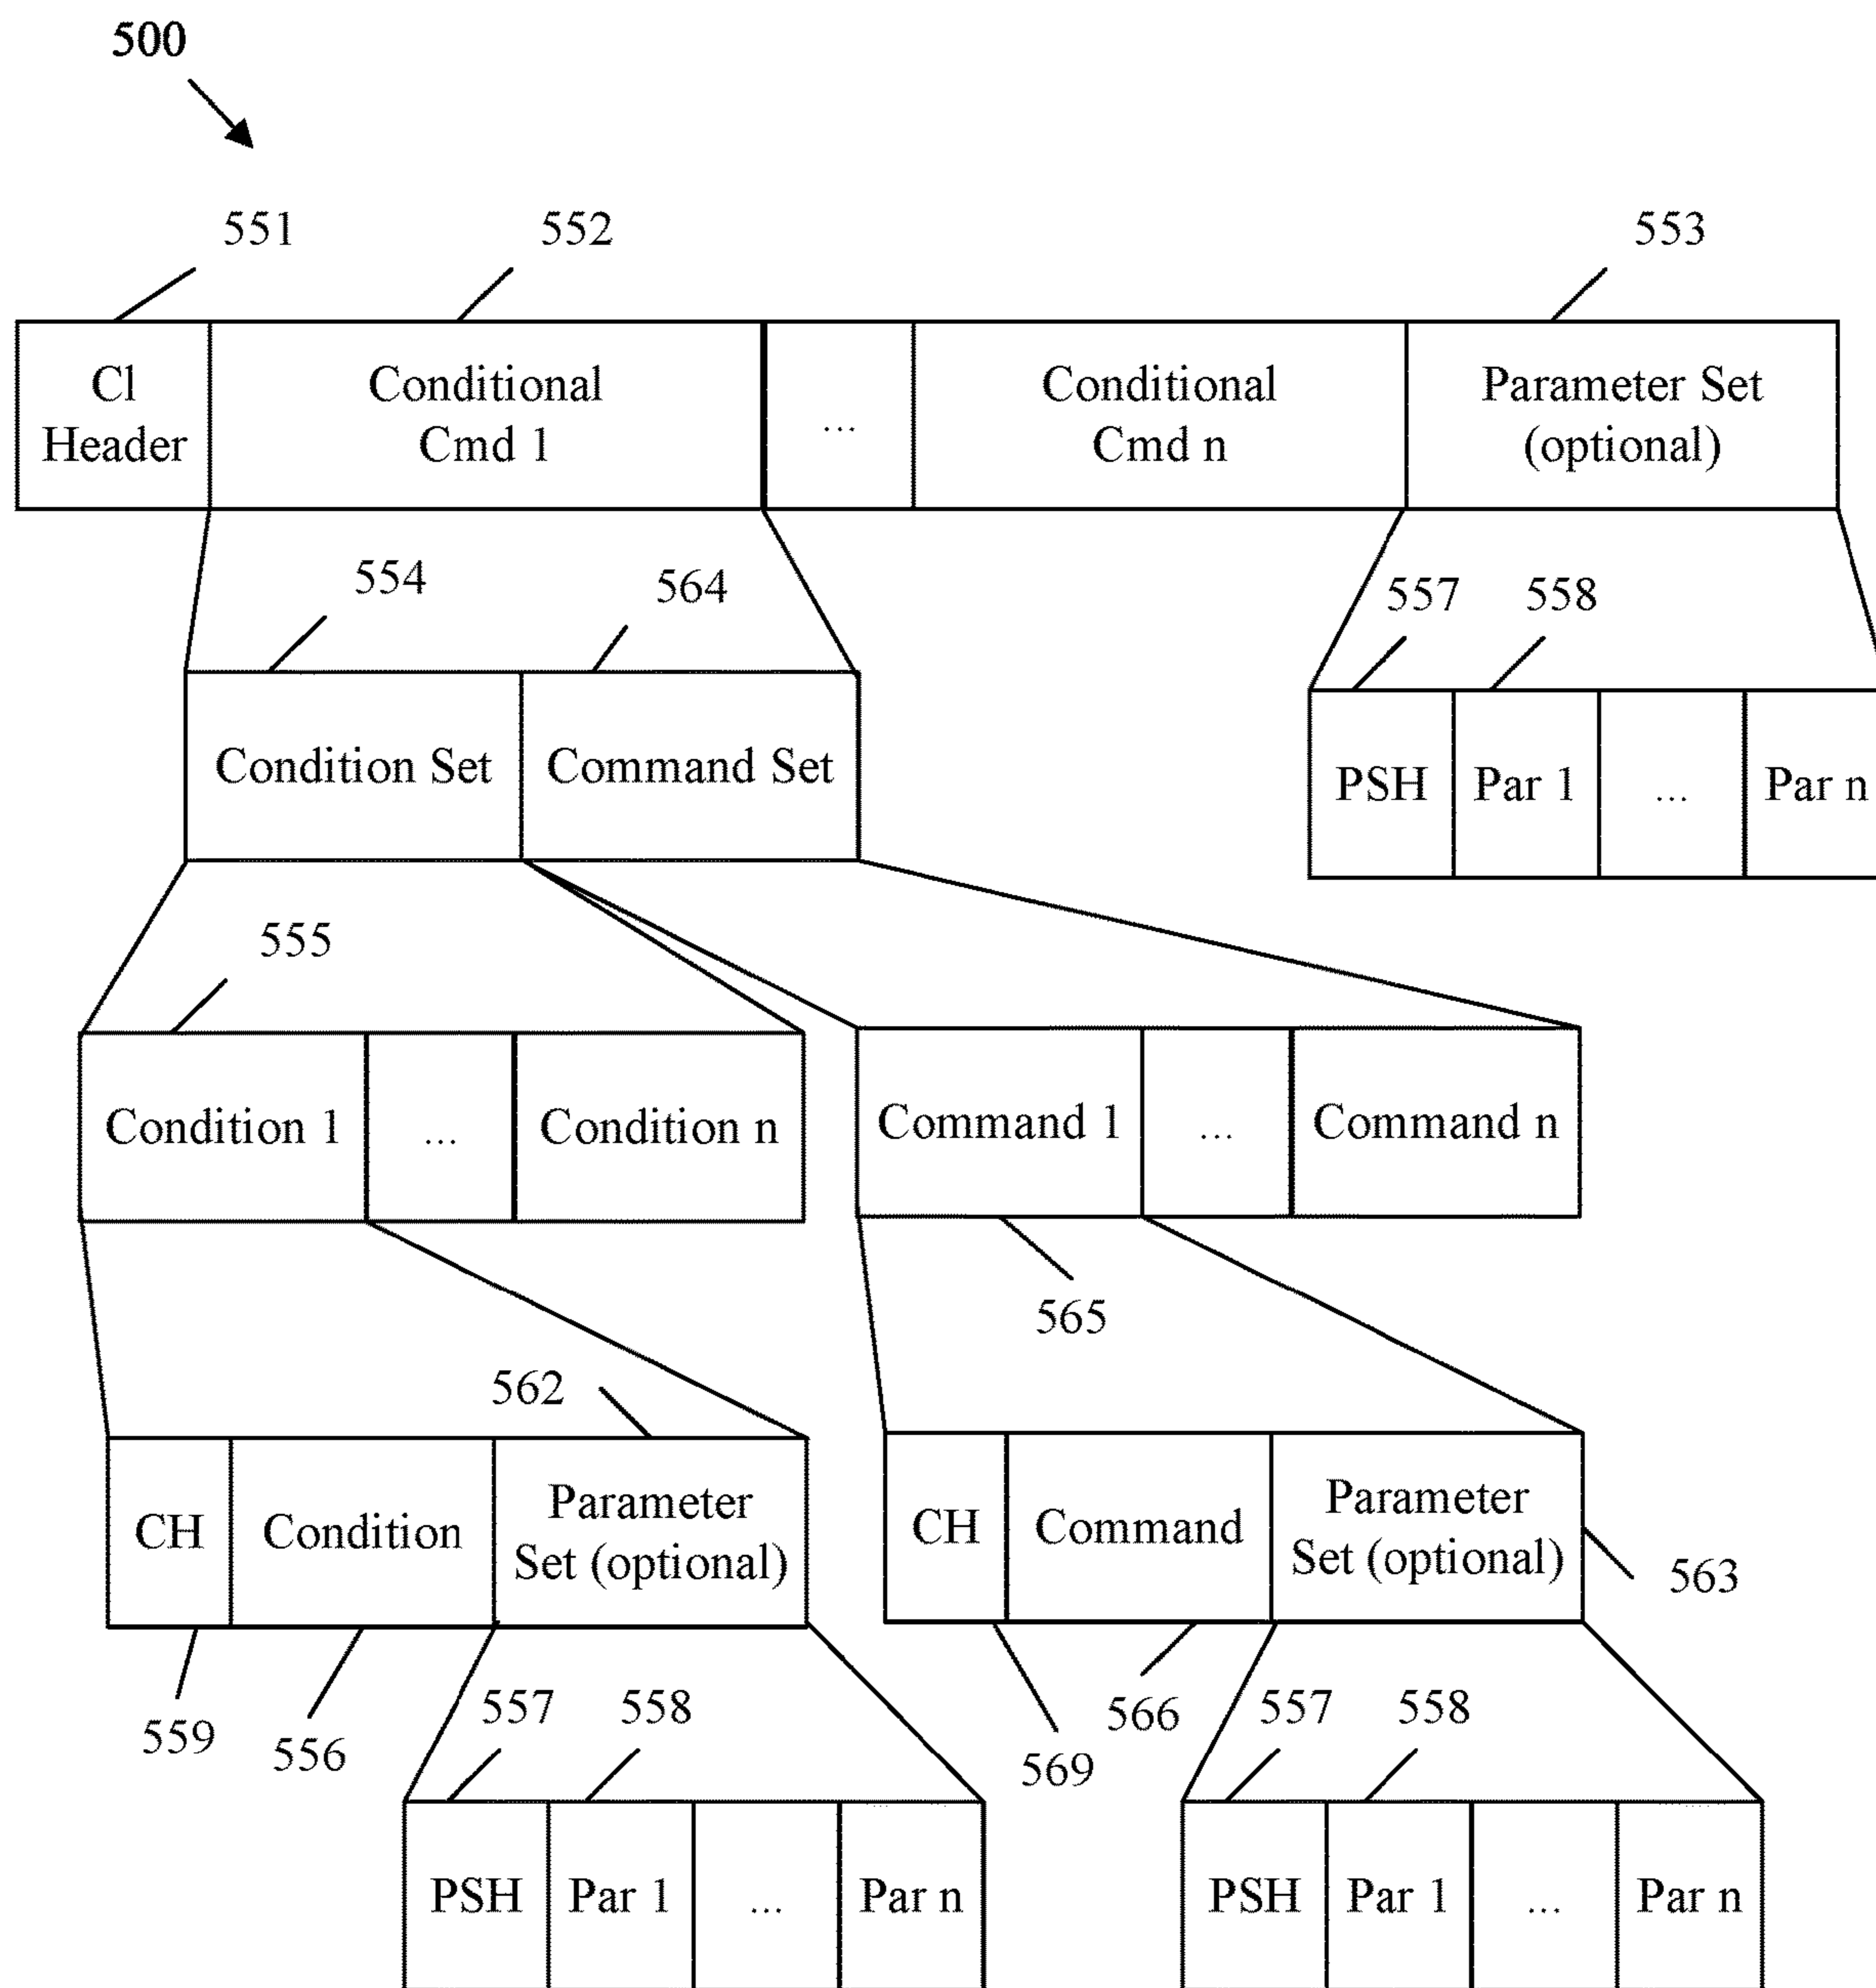 500
551
552
553
Cl
Header
Conditional
Cmd 1
...
Conditional
Cmd n
Parameter Set
(optional)
554
564
557
558
Condition Set
Command Set
PSH
Par 1
...
Par n
555
Condition 1
...
Condition n
Command 1
...
Command n
565
562
CH
Condition
Parameter
Set (optional)
CH
Command
Parameter
Set (optional)
563
559
556
557
558
569
566
557
558
PSH
Par 1
...
Par n
PSH
Par 1
...
Par n